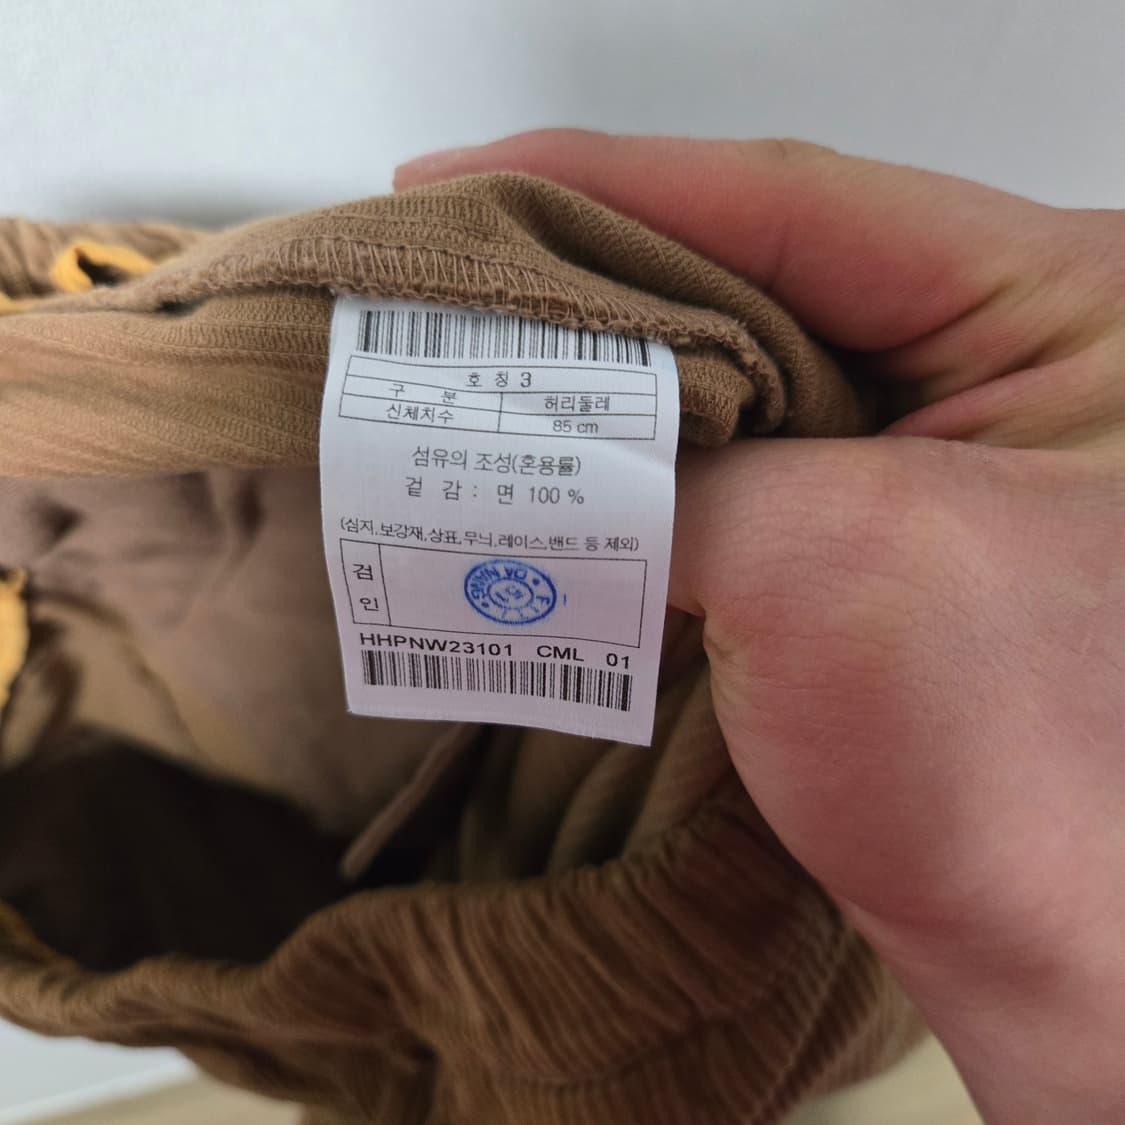 호 칭 3
구 분 허리둘레
신체치수 85 cm
섬유의 조성(혼용률)
겉 감 : 면 100 %
(심지,보강재,상표,무늬,레이스,밴드 등 제외)
검
인
DA NANG
HHPNW23101 CML 01